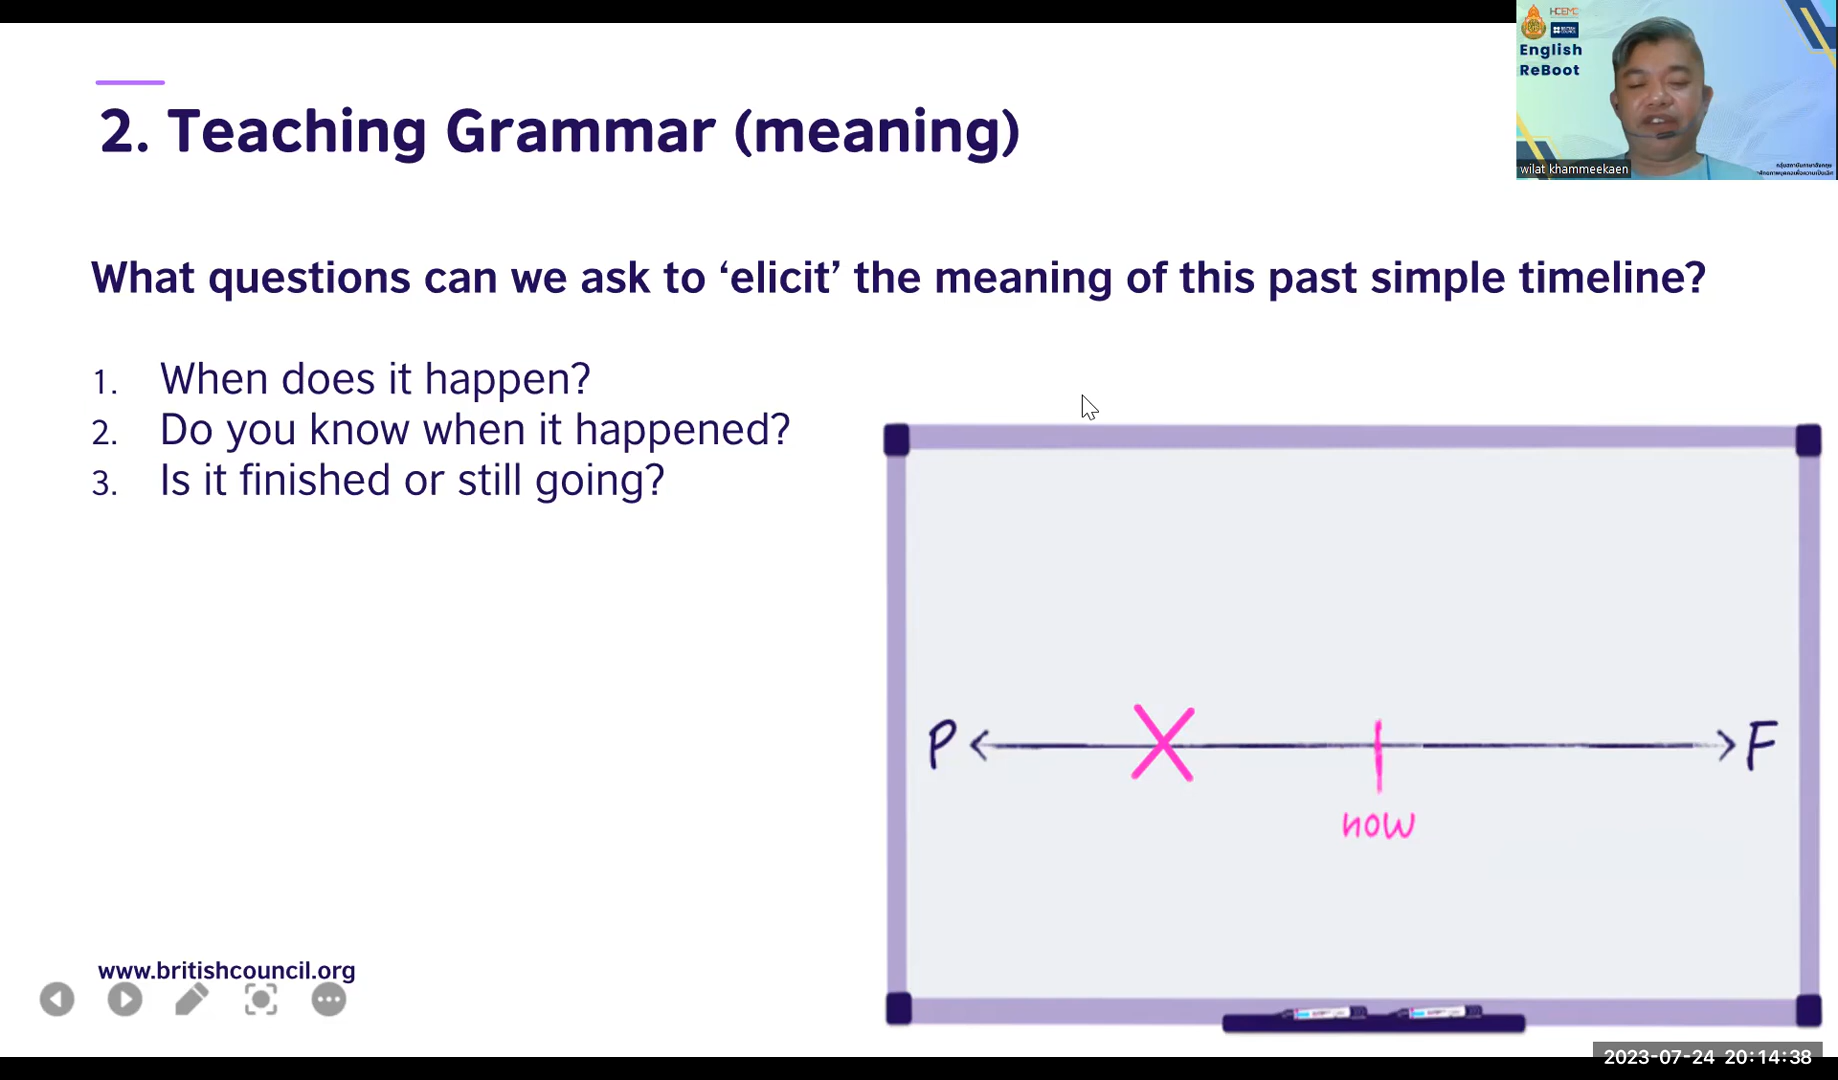 2. Teaching Grammar (meaning)
English
ReBoot
wilat khammeekaen
What questions can we ask to ‘elicit’ the meaning of this past simple timeline?
1. When does it happen?
2. Do you know when it happened?
3. Is it finished or still going?
P
F
now
www.britishcouncil.org
2023-07-24 20:14:38